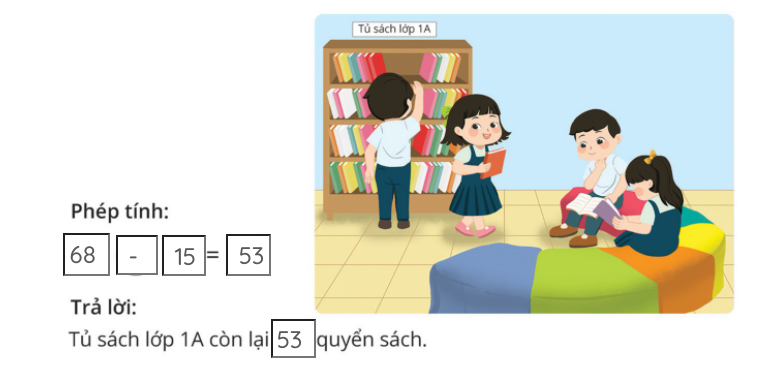 Tủ sách lớp 1A
Phép tính:
68 - 15 = 53
Trả lời:
Tủ sách lớp 1A còn lại 53 quyển sách.